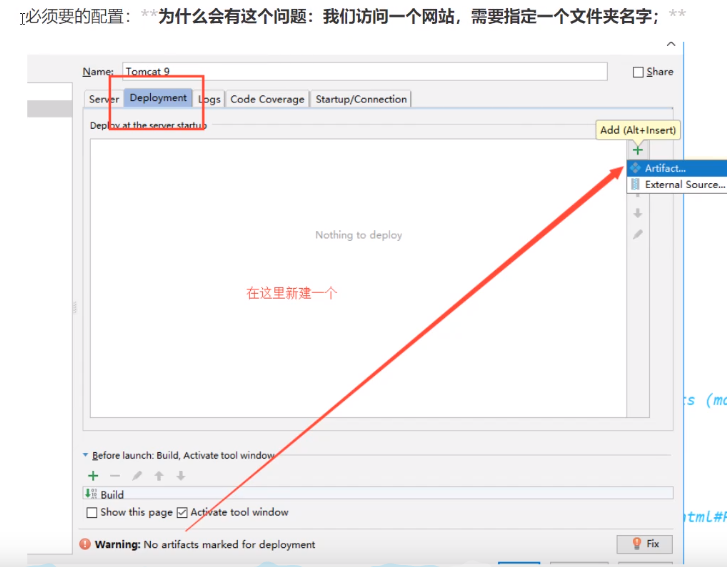 必须要的配置：**为什么会有这个问题：我们访问一个网站，需要指定一个文件夹名字；**
Name: Tomcat 9
Share
Server Deployment Logs Code Coverage Startup/Connection
Deploy at the server startup
Add (Alt+Insert)
Artifact...
External Source...
Nothing to deploy
在这里新建一个
Before launch: Build, Activate tool window
Build
Show this page Activate tool window
Warning: No artifacts marked for deployment
Fix